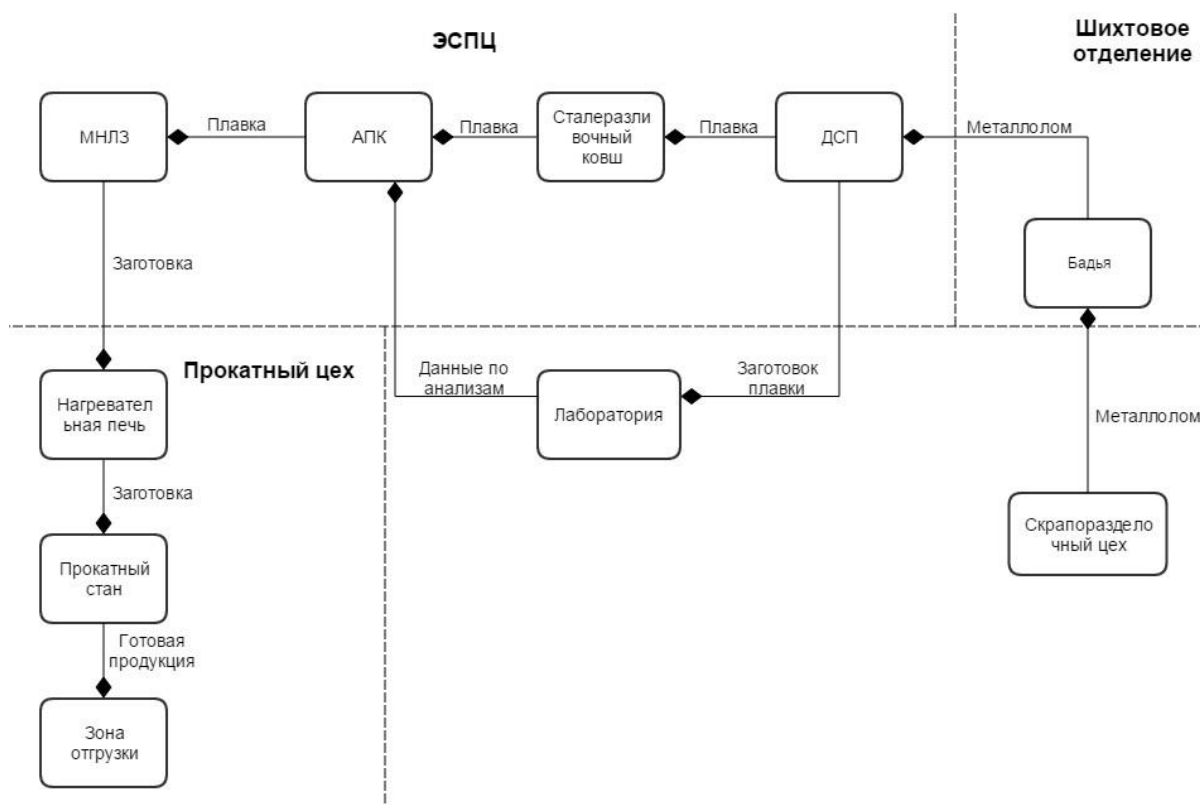 ЭСПЦ
Шихтовое
отделение
МНЛЗ
Плавка
АПК
Плавка
Сталеразли
вочный
ковш
Плавка
ДСП
Металлолом
Заготовка
Бадья
Прокатный цех
Данные по
анализам
Лаборатория
Заготовок
плавки
Металлолом
Нагревател
ьная печь
Заготовка
Скрапоразделo
чный цех
Прокатный
стан
Готовая
продукция
Зона
отгрузки